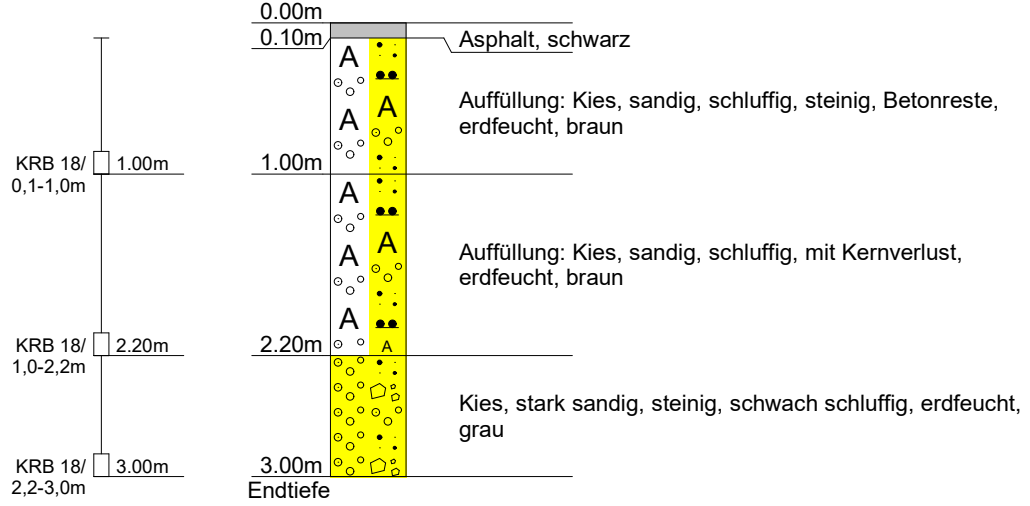 0.00m
0.10m
Asphalt, schwarz
A
A
A
Auffüllung: Kies, sandig, schluffig, steinig, Betonreste,
erdfeucht, braun
KRB 18/
0,1-1,0m
1.00m
1.00m
A
A
A
A
A
Auffüllung: Kies, sandig, schluffig, mit Kernverlust,
erdfeucht, braun
KRB 18/
1,0-2,2m
2.20m
2.20m
Kies, stark sandig, steinig, schwach schluffig, erdfeucht,
grau
KRB 18/
2,2-3,0m
3.00m
3.00m
Endtiefe